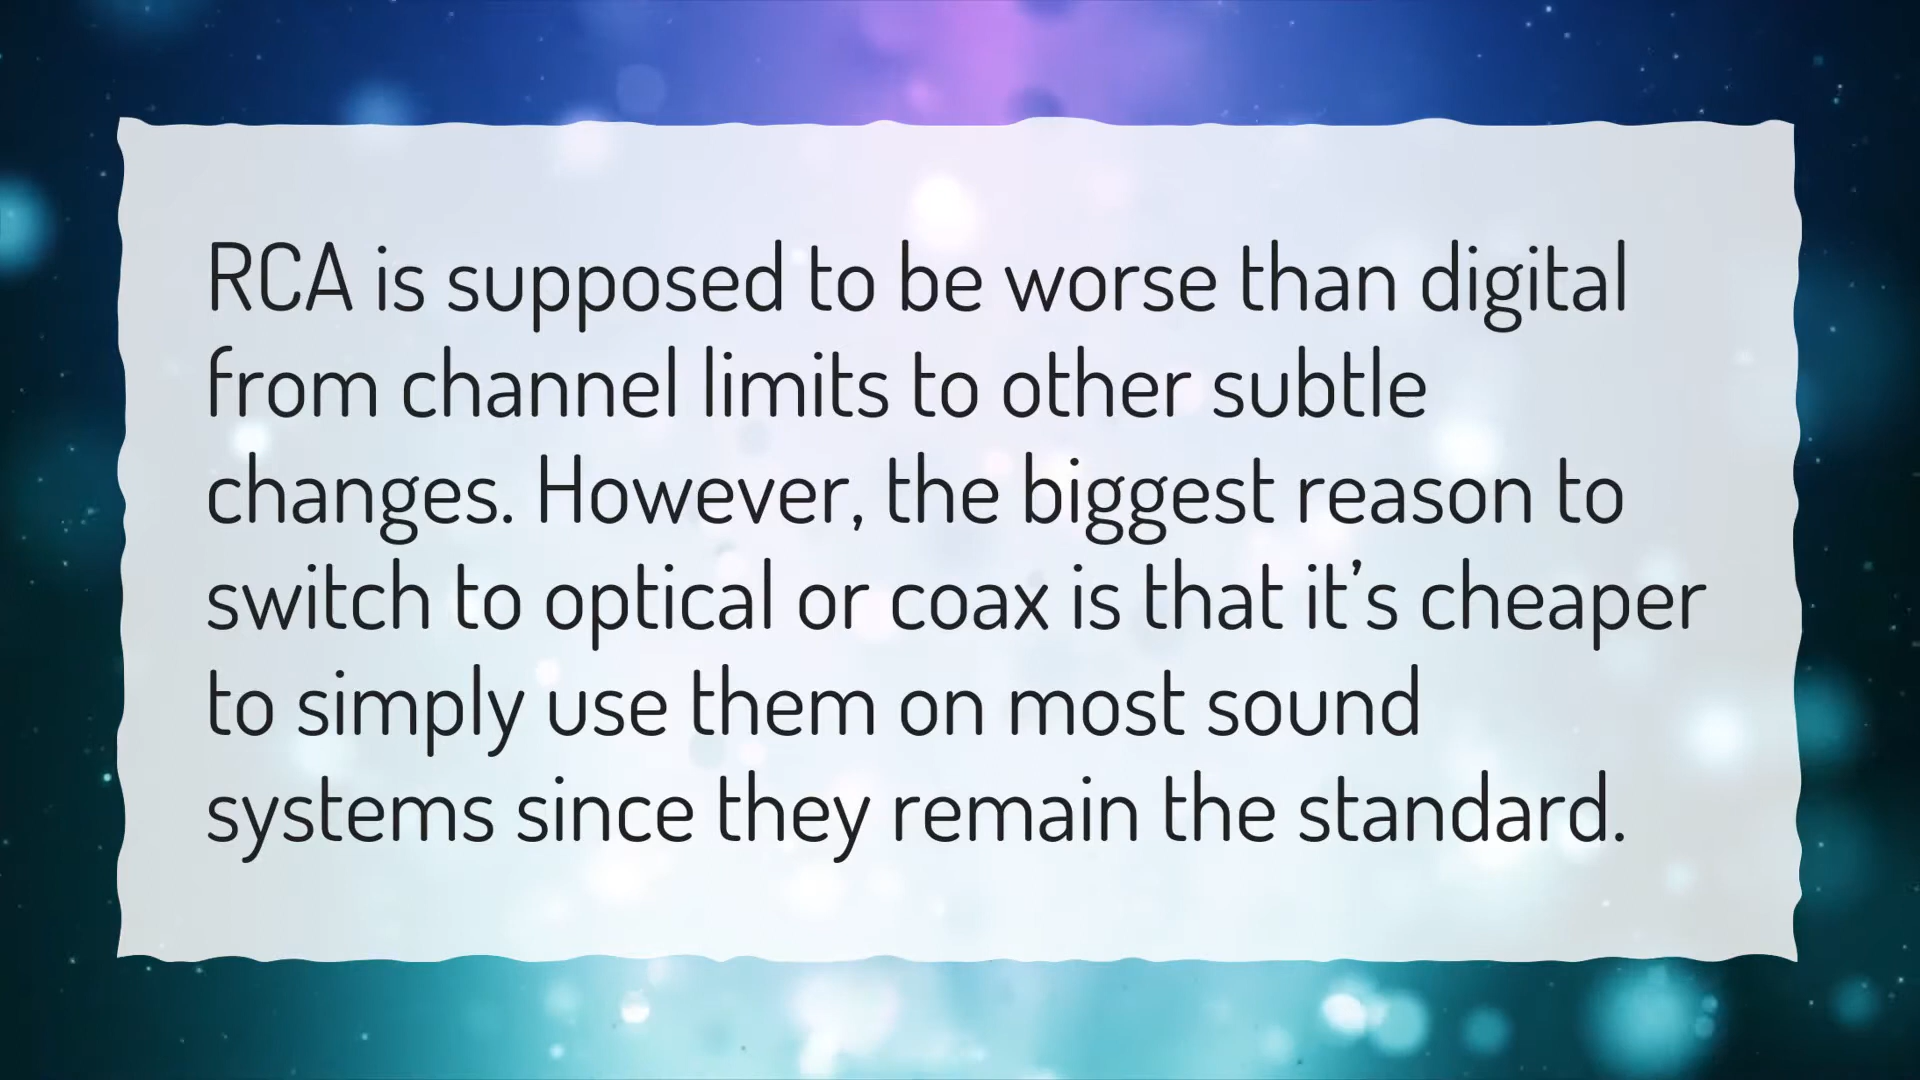 RCA is supposed to be worse than digital
from channel limits to other subtle
changes. However, the biggest reason to
switch to optical or coax is that it’s cheaper
to simply use them on most sound
systems since they remain the standard.